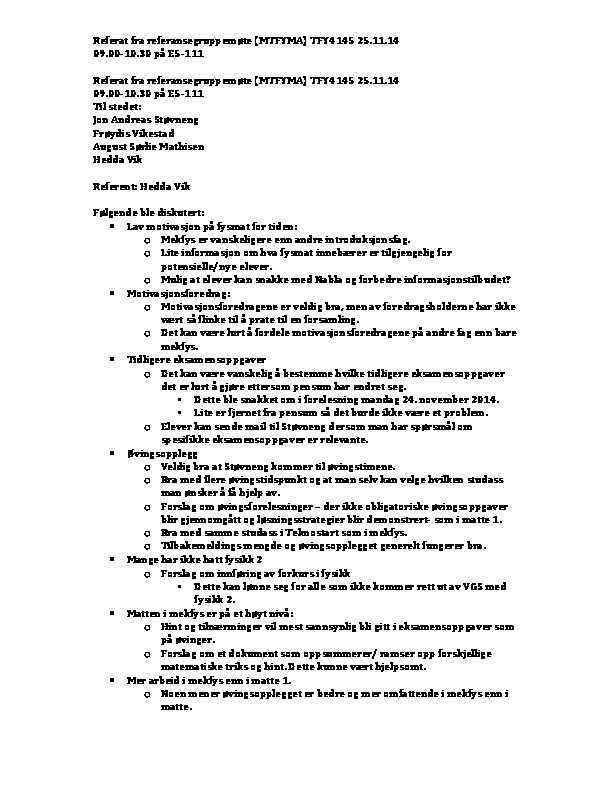 Referat fra referansegruppemøte (MTFYMA) TFY4145 25.11.14
09.00-10.30 på E5-111
Referat fra referansegruppemøte (MTFYMA) TFY4145 25.11.14
09.00-10.30 på E5-111
Til stedet:
Jon Andreas Støvneng
Frøydis Vikestad
August Sørlie Mathisen
Hedda Vik
Referent: Hedda Vik
Følgende ble diskutert:
• Lav motivasjon på fysmat for tiden:
o Mekfys er vanskeligere enn andre introduksjonsfag.
o Lite informasjon om hva fysmat innebærer er tilgjengelig for
potensielle/nye elever.
o Mulig at elever kan snakke med Nabla og forbedre informasjonstilbudet?
• Motivasjonsforedrag:
o Motivasjonsforedragene er veldig bra, men av foredragsholderne har ikke
vært så flinke til å prate til en forsamling.
o Det kan være lurt å fordele motivasjonsforedragene på andre fag enn bare
mekfys.
• Tidligere eksamensoppgaver
o Det kan være vanskelig å bestemme hvilke tidligere eksamensoppgaver
det er lurt å gjøre ettersom pensum har endret seg.
▪ Dette ble snakket om i forelesning mandag 24. november 2014.
▪ Lite er fjernet fra pensum så det burde ikke være et problem.
o Elever kan sende mail til Støvneng dersom man har spørsmål om
spesifikke eksamensoppgaver er relevante.
• Øvingsopplegg
o Veldig bra at Støvneng kommer til øvingstimene.
o Bra med flere øvingstidspunkt og at man selv kan velge hvilken studass
man ønsker å få hjelp av.
o Forslag om øvingsforelesninger – der ikke obligatoriske øvingsoppgaver
blir gjennomgått og løsningsstrategier blir demonstrert- som i matte 1.
o Bra med samme studass i Teknostart som i mekfys.
o Tilbakemeldings mengde og øvingsopplegget generelt fungerer bra.
• Mange har ikke hatt fysikk 2
o Forslag om innføring av forkurs i fysikk
▪ Dette kan lønne seg for alle som ikke kommer rett ut av VGS med
fysikk 2.
• Matten i mekfys er på et høyt nivå:
o Hint og tilnærminger vil mest sannsynlig bli gitt i eksamensoppgaver som
på øvinger.
o Forslag om et dokument som oppsummerer/ ramser opp forskjellige
matematiske triks og hint. Dette kunne vært hjelpsomt.
• Mer arbeid i mekfys enn i matte 1.
o Noen mener øvingsopplegget er bedre og mer omfattende i mekfys enn i
matte.